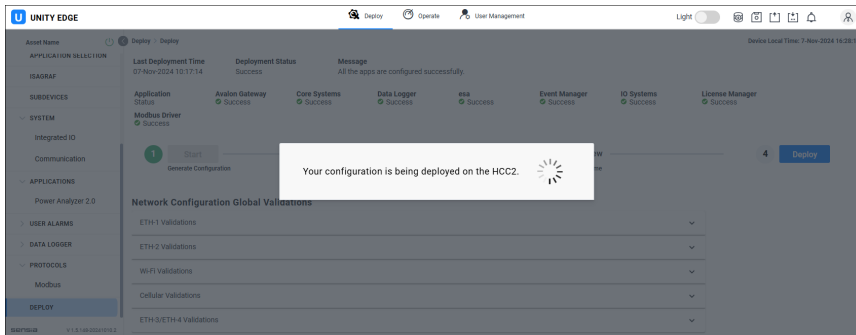 U UNITY EDGE Deploy Operate User Management Light
Asset Name Deploy Deploy Device Local Time: 7-Nov-2024 16:28:1
APPLICATION SELECTION
Last Deployment Time Deployment Status Message
07-Nov-2024 10:17:14 Success All the apps are configured successfully.
ISAGRAF
SUBDEVICES
Application Avalon Gateway Core Systems Data Logger esa Event Manager IO Systems License Manager
Status Success Success Success Success Success Success Success
SYSTEM
Modbus Driver
Success
Integrated IO
Communication
1 Start
4 Deploy
Generate Configuration
Your configuration is being deployed on the HCC2.
APPLICATIONS
Power Analyzer 2.0
Network Configuration Global Validations
USER ALARMS
ETH-1 Validations
DATA LOGGER
ETH-2 Validations
PROTOCOLS
Wi-Fi Validations
Modbus
Cellular Validations
DEPLOY
ETH-3/ETH-4 Validations